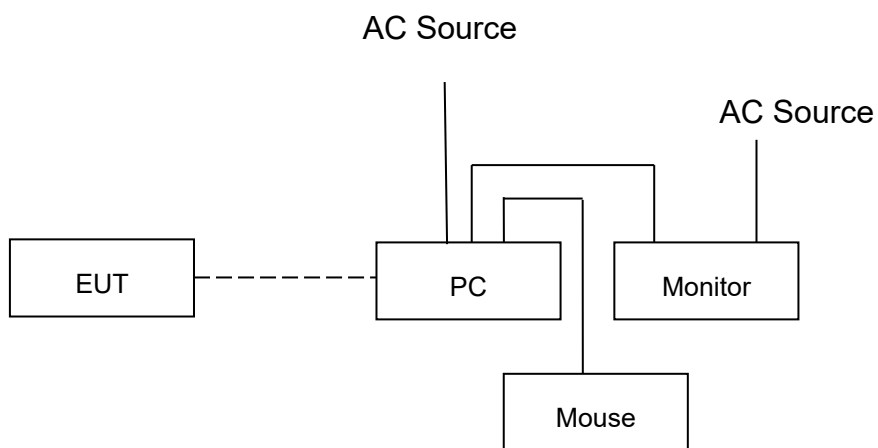 AC Source
AC Source
EUT
PC
Monitor
Mouse